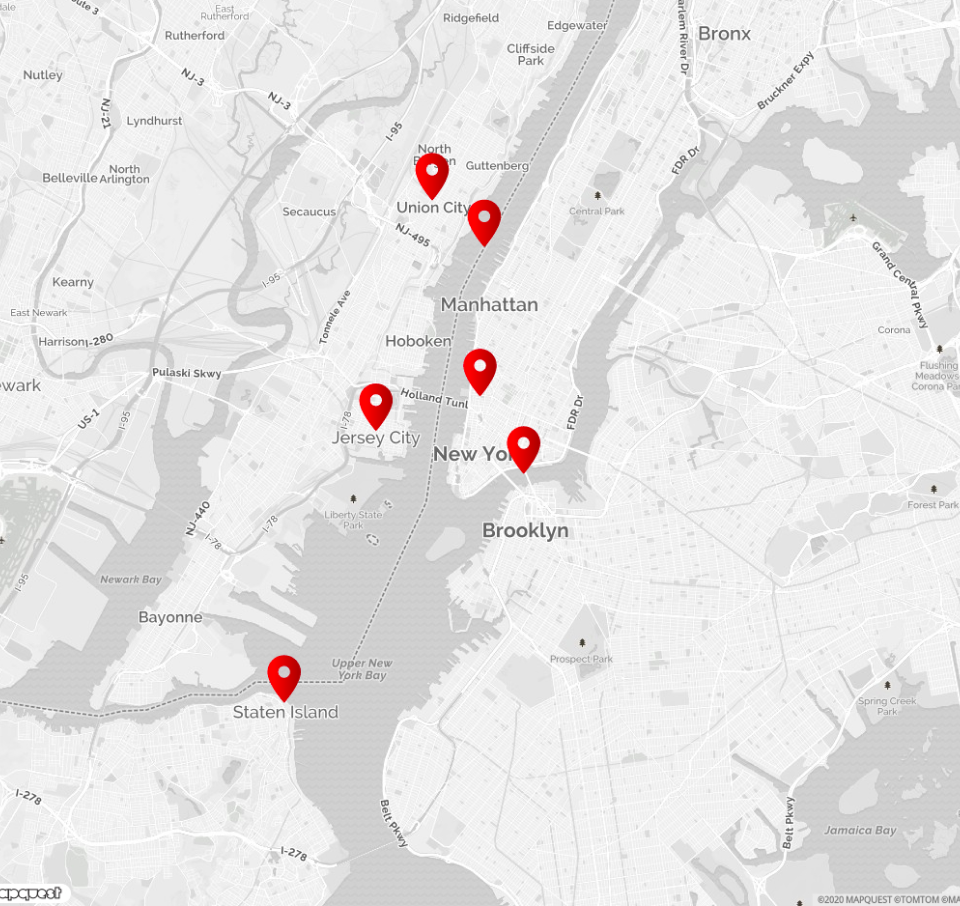 Route 3
East
Rutherford
Rutherford
Ridgefield
Edgewater
Harlem River Dr
Bronx
Cliffside
Park
Nutley
NJ-3
NJ-3
Bruckner Expy
NJ-21
Lyndhurst
I-95
North
Guttenberg
FDR Dr
North
Belleville Arlington
Union City
Central Park
Secaucus
NJ-495
Grand Central Pkwy
Kearny
I-95
Manhattan
East Newark
Tonnele Ave
Corona
Harrison
I-280
Hoboken
Pulaski Skwy
Flushing
Meadows
Corona Park
Holland Tunl
US-1
I-95
I-78
FDR Dr
Jersey City
New York
Liberty State
Park
Forest Park
NJ-440
I-78
I-78
Brooklyn
Newark Bay
I-95
Bayonne
Prospect Park
Upper New
York Bay
Spring Creek
Park
Staten Island
I-278
Belt Pkwy
Belt Pkwy
Jamaica Bay
I-278
mapquest
©2020 MAPQUEST ©TOMTOM ©MA